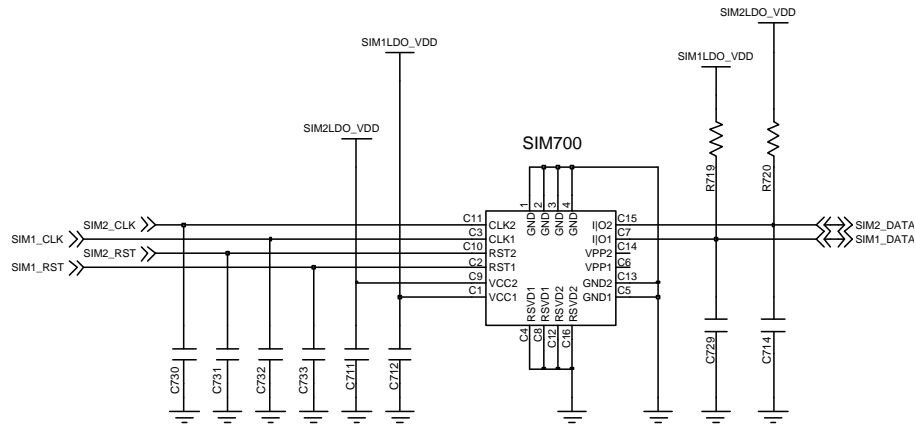 SIM2LDO_VDD
SIM1LDO_VDD
SIM1LDO_VDD
SIM2LDO_VDD
SIM700
R719
R720
1
2
3
4
GND
GND
GND
GND
SIM2_CLK
C11
CLK2
I|O2
C15
SIM2_DATA
SIM1_CLK
C3
CLK1
I|O1
C7
SIM1_DATA
SIM2_RST
C10
RST2
VPP2
C14
SIM1_RST
C2
RST1
VPP1
C6
C9
VCC2
GND2
C13
C1
VCC1
GND1
C5
RSVD1
RSVD1
RSVD2
RSVD2
C4
C8
C12
C16
C730
C731
C732
C733
C711
C712
C729
C714